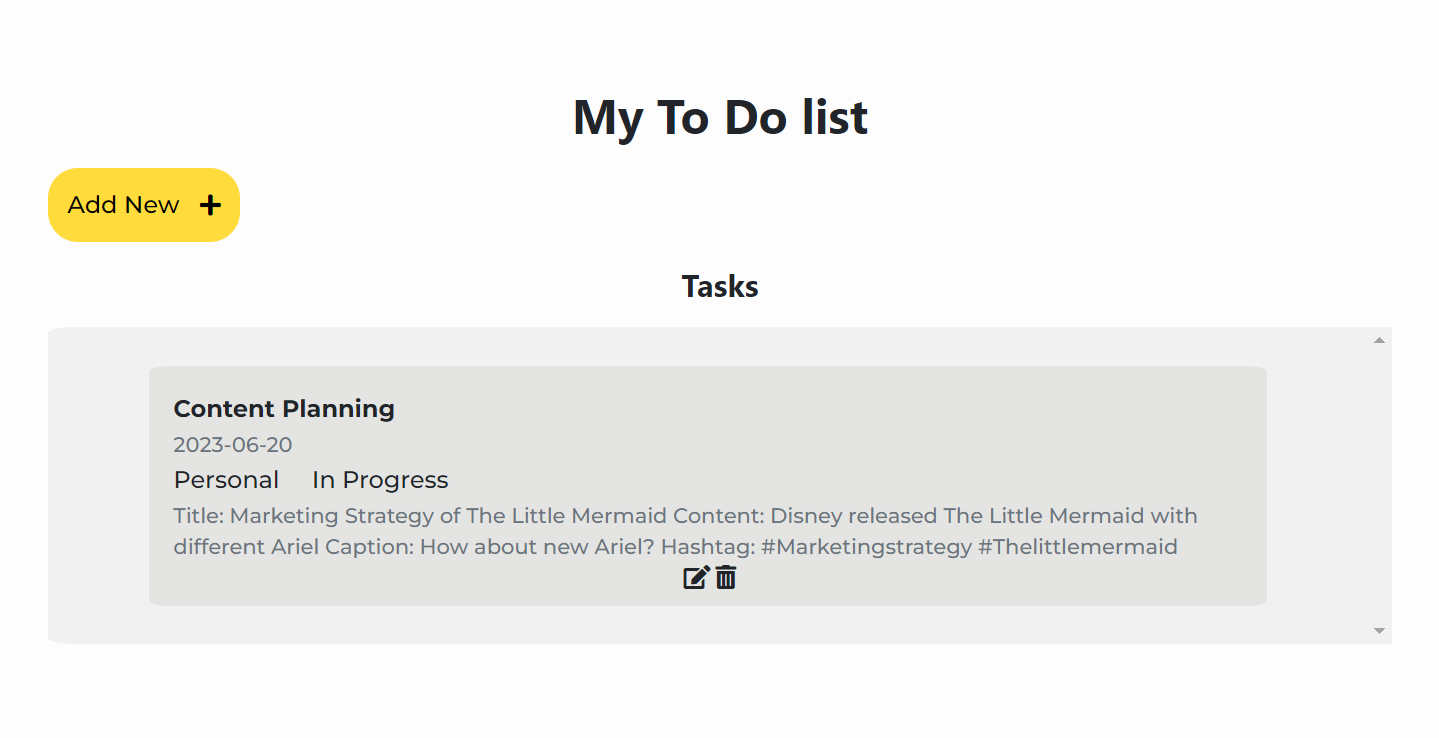 My To Do list
Add New
Tasks
Content Planning
2023-06-20
Personal In Progress
Title: Marketing Strategy of The Little Mermaid Content: Disney released The Little Mermaid with
different Ariel Caption: How about new Ariel? Hashtag: #Marketingstrategy #Thelittlemermaid